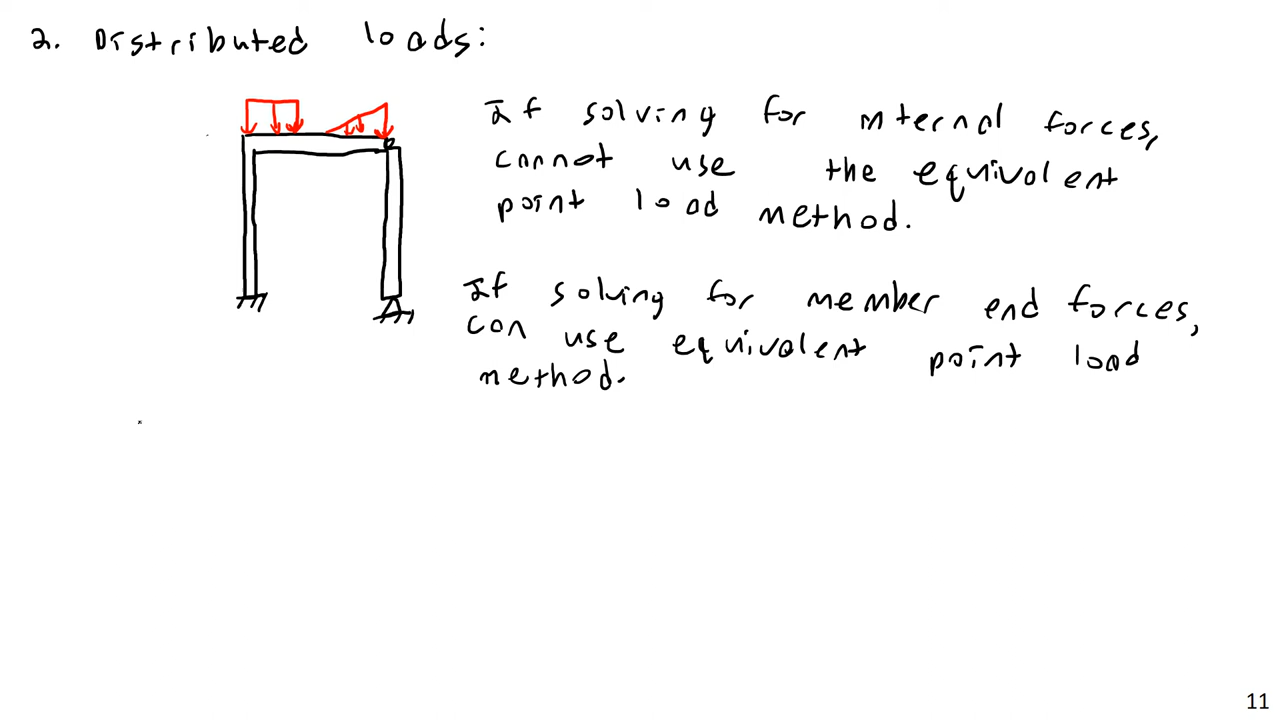 2. Distributed loads:
If solving for internal forces,
cannot use the equivalent
point load method.
If solving for member end forces,
can use equivalent point load
method.
11